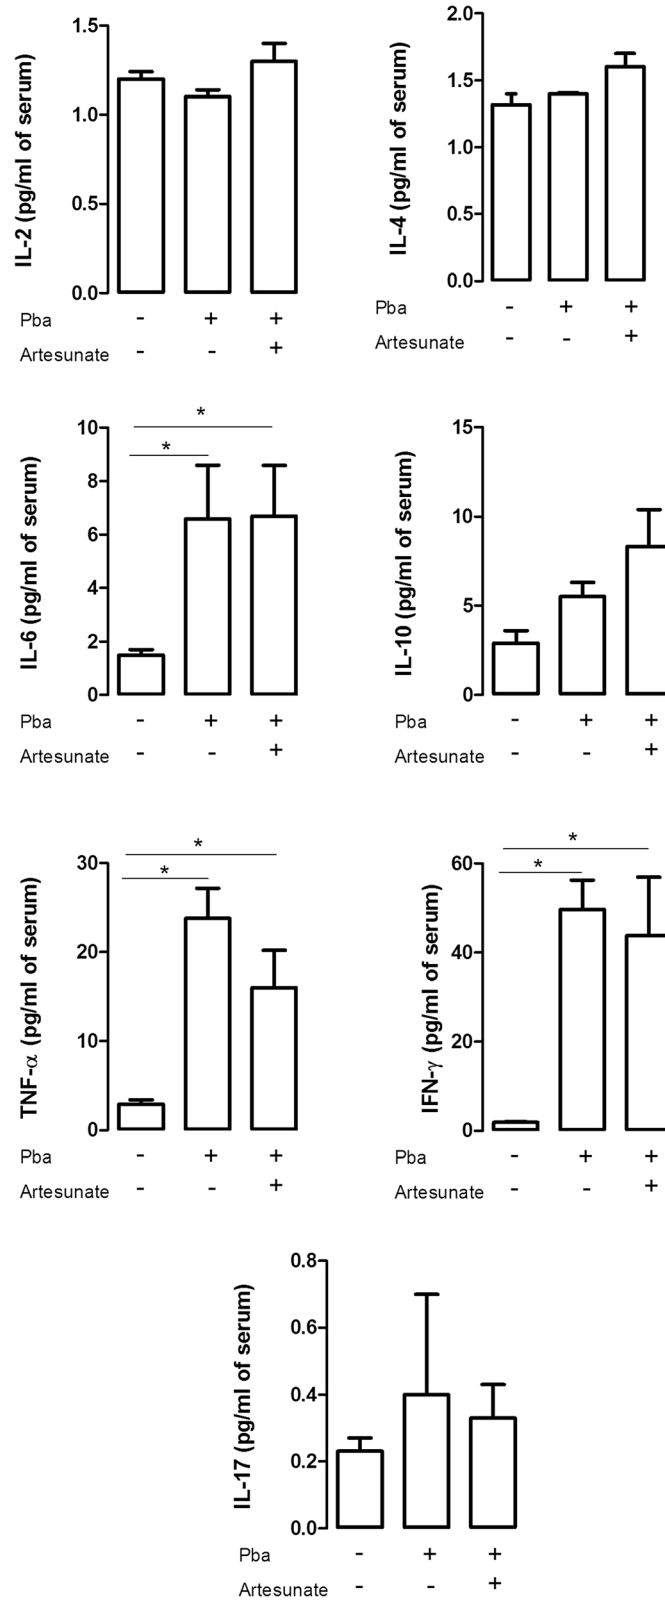 1.5
1.0
0.5
0.0
IL-2 (pg/ml of serum)
Pba - + +
Artesunate - - +
2.0
1.5
1.0
0.5
0.0
IL-4 (pg/ml of serum)
Pba - + +
Artesunate - - +
* 
*
10
8
6
4
2
0
IL-6 (pg/ml of serum)
Pba - + +
Artesunate - - +
15
10
5
0
IL-10 (pg/ml of serum)
Pba - + +
Artesunate - - +
*
*
30
20
10
0
TNF-α (pg/ml of serum)
Pba - + +
Artesunate - - +
*
*
60
40
20
0
IFN-γ (pg/ml of serum)
Pba - + +
Artesunate - - +
0.8
0.6
0.4
0.2
0.0
IL-17 (pg/ml of serum)
Pba - + +
Artesunate - - +